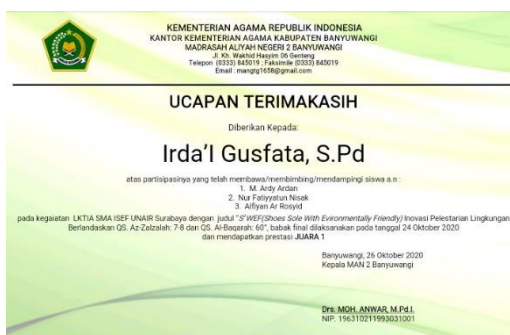 KEMENTERIAN AGAMA REPUBLIK INDONESIA
KANTOR KEMENTERIAN AGAMA KABUPATEN BANYUWANGI
MADRASAH ALIYAH NEGERI 2 BANYUWANGI
Jl. Kh. Wakhid Hasyim 06 Genteng
Telepon (0333) 845019 ; Faksimile (0333) 845019
Email : mangtg1658@gmail.com
UCAPAN TERIMAKASIH
Diberikan Kepada:
Irda'I Gusfata, S.Pd
atas partisipasinya yang telah membawa/membimbing/mendampingi siswa a.n :
1. M. Ardy Ardan
2. Nur Fatiyyatun Nisak
3. Alfiyan Ar Rosyid
pada kegaiatan LKTIA SMA ISEF UNAIR Surabaya dengan judul "S'WEF(Shoes Sole With Evironmentally Friendly) Inovasi Pelestarian Lingkungan
Berlandaskan QS. Az-Zalzalah: 7-8 dan QS. Al-Baqarah: 60", babak final dilaksanakan pada tanggal 24 Oktober 2020
dan mendapatkan prestasi JUARA 1
Banyuwangi, 26 Oktober 2020
Kepala MAN 2 Banyuwangi
Drs. MOH. ANWAR, M.Pd.I.
NIP. 196310211993031001